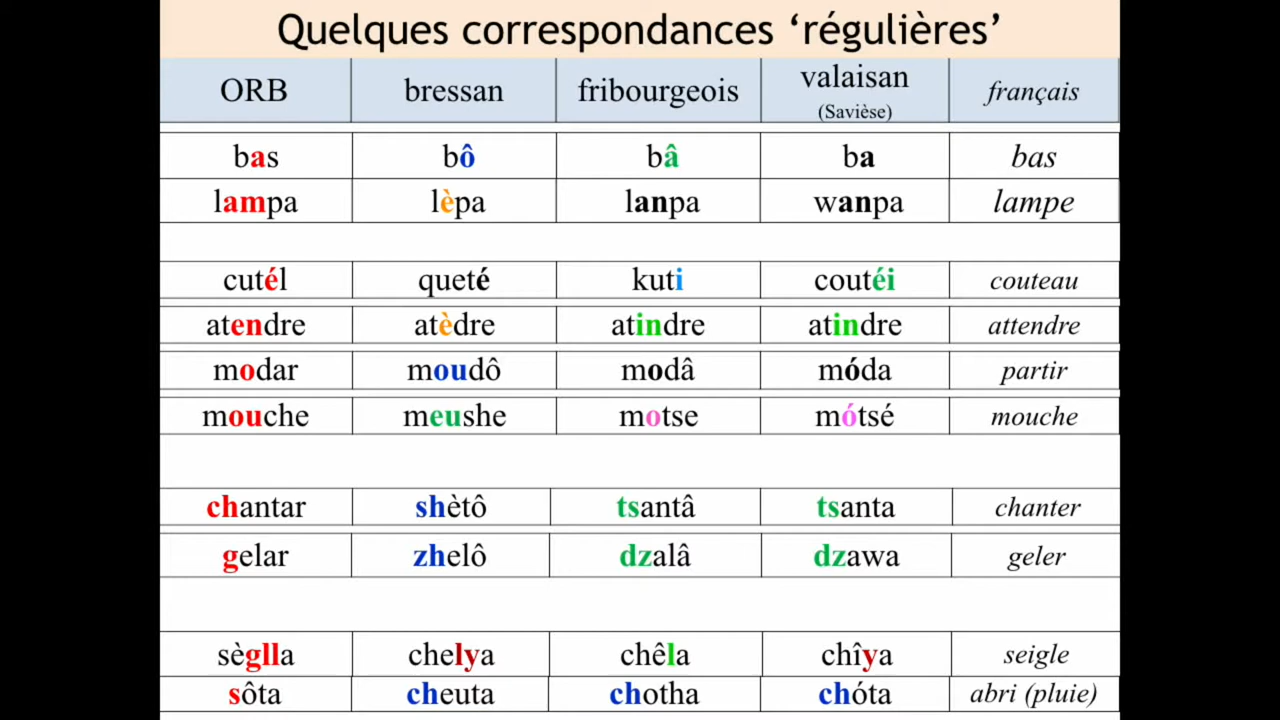 Quelques correspondances ‘régulières’
ORB bressan fribourgeois valaisan (Savièse) français
bas bô bâ ba bas
lampa lèpa lanpa wanpa lampe
cutél queté kuti coutéi couteau
atendre atèdre atindre atindre attendre
modar moudô modâ móda partir
mouche meushe motse mótsé mouche
chantar shètô tsantâ tsanta chanter
gelar zhelô dzalâ dzawa geler
sèglla chelya chêla chîya seigle
sôta cheuta chotha chóta abri (pluie)